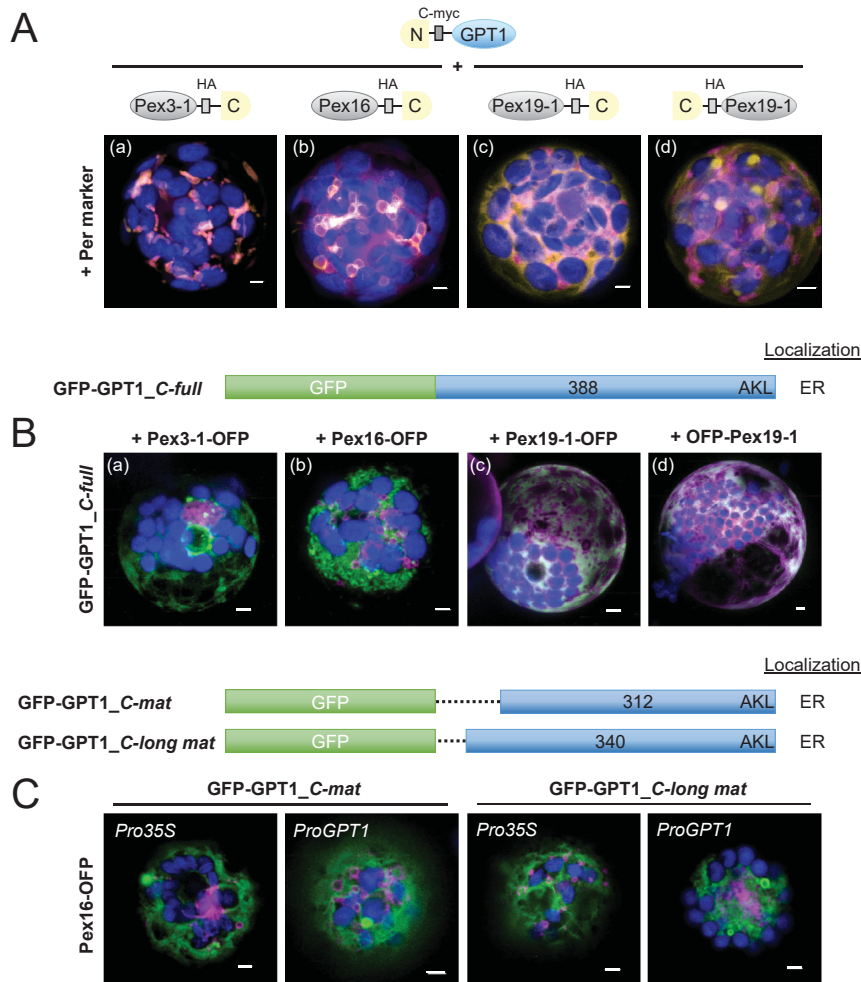 A
C-myc
N GPT1
+
HA HA HA HA
Pex3-1 C Pex16 C Pex19-1 C C Pex19-1
+ Per marker
(a) (b) (c) (d)
Localization
GFP-GPT1_C-full GFP 388 AKL ER
B
+ Pex3-1-OFP + Pex16-OFP + Pex19-1-OFP + OFP-Pex19-1
GFP-GPT1_C-full
(a) (b) (c) (d)
Localization
GFP-GPT1_C-mat GFP 312 AKL ER
GFP-GPT1_C-long mat GFP 340 AKL ER
C
GFP-GPT1_C-mat GFP-GPT1_C-long mat
Pex16-OFP
Pro35S ProGPT1 Pro35S ProGPT1